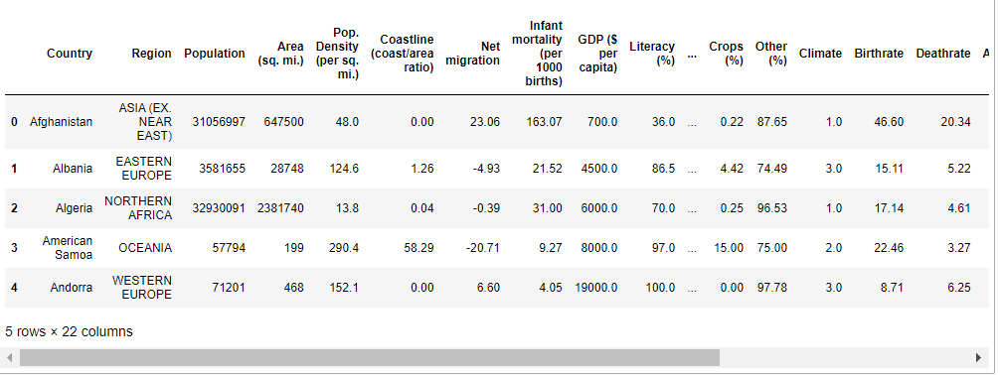 Country Region Population Area (sq. mi.) Pop. Density (per sq. mi.) Coastline (coast/area ratio) Net migration Infant mortality (per 1000 births) GDP ($ per capita) Literacy (%) ... Crops (%) Other (%) Climate Birthrate Deathrate A
0 Afghanistan ASIA (EX. NEAR EAST) 31056997 647500 48.0 0.00 23.06 163.07 700.0 36.0 ... 0.22 87.65 1.0 46.60 20.34
1 Albania EASTERN EUROPE 3581655 28748 124.6 1.26 -4.93 21.52 4500.0 86.5 ... 4.42 74.49 3.0 15.11 5.22
2 Algeria NORTHERN AFRICA 32930091 2381740 13.8 0.04 -0.39 31.00 6000.0 70.0 ... 0.25 96.53 1.0 17.14 4.61
3 American Samoa OCEANIA 57794 199 290.4 58.29 -20.71 9.27 8000.0 97.0 ... 15.00 75.00 2.0 22.46 3.27
4 Andorra WESTERN EUROPE 71201 468 152.1 0.00 6.60 4.05 19000.0 100.0 ... 0.00 97.78 3.0 8.71 6.25
5 rows × 22 columns